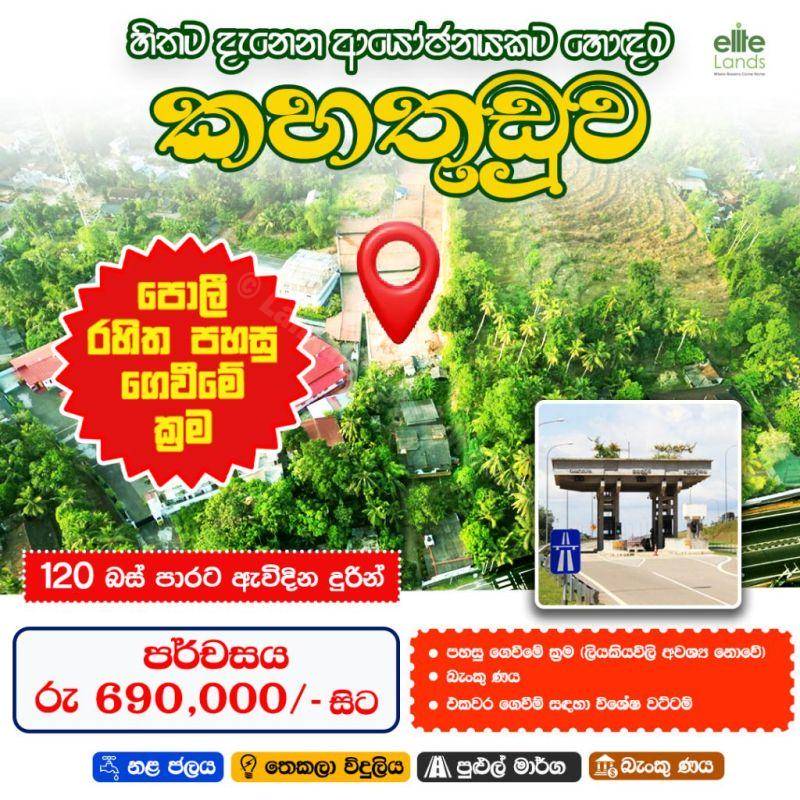 හිතට දැනෙන ආයෝජනයකට හොඳම
elite
Lands
කහතුඩුව
පොලී
රහිත පහසු
ගෙවීමේ
ක්‍රම
120 බස් පාරට ඇවිදින දුරින්
පර්චසය
රු 690,000/- සිට
• පහසු ගෙවීමේ ක්‍රම (ලියකියවිලි අවශ්‍ය නොවේ)
• බැංකු ණය
• එකවර ගෙවීම් සඳහා විශේෂ වට්ටම්
නළ ජලය
තෙකලා විදුලිය
පුළුල් මාර්ග
බැංකු ණය